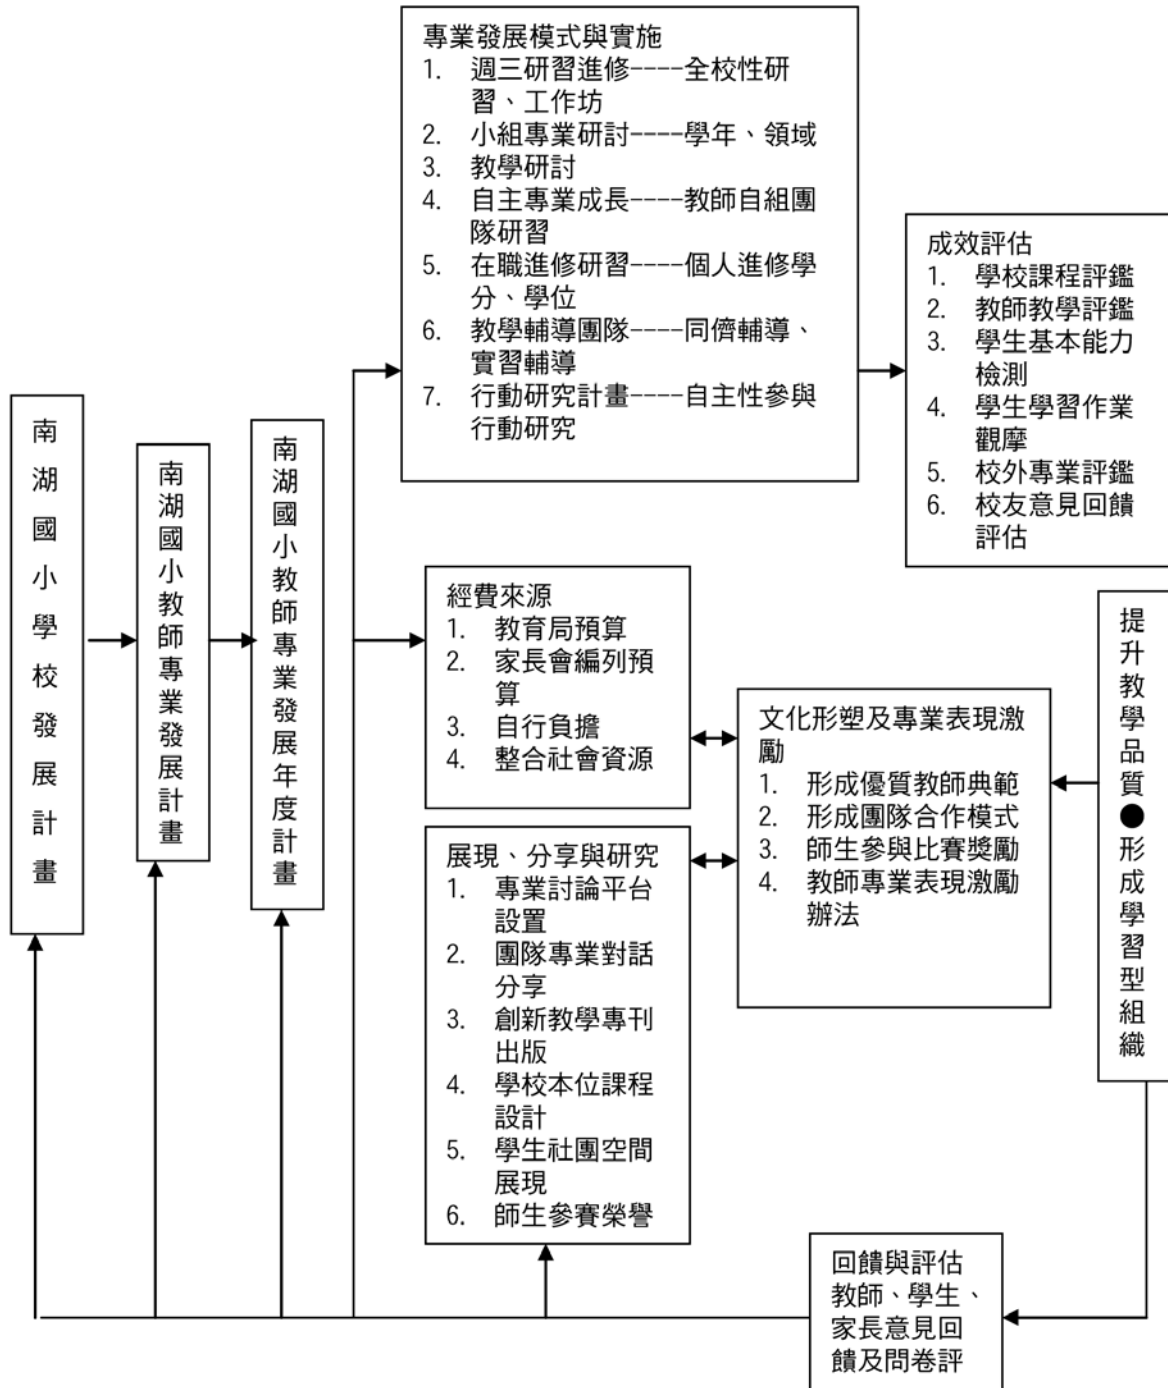 專業發展模式與實施
1. 週三研習進修----全校性研
習、工作坊
2. 小組專業研討----學年、領域
3. 教學研討
4. 自主專業成長----教師自組團
隊研習
5. 在職進修研習----個人進修學
分、學位
6. 教學輔導團隊----同儕輔導、
實習輔導
7. 行動研究計畫----自主性參與
行動研究
成效評估
1. 學校課程評鑑
2. 教師教學評鑑
3. 學生基本能力
檢測
4. 學生學習作業
觀摩
5. 校外專業評鑑
6. 校友意見回饋
評估
南湖國小學校發展計畫
南湖國小教師專業發展計畫
南湖國小教師專業發展年度計畫
經費來源
1. 教育局預算
2. 家長會編列預
算
3. 自行負擔
4. 整合社會資源
文化形塑及專業表現激
勵
1. 形成優質教師典範
2. 形成團隊合作模式
3. 師生參與比賽獎勵
4. 教師專業表現激勵
辦法
提升教學品質●形成學習型組織
展現、分享與研究
1. 專業討論平台
設置
2. 團隊專業對話
分享
3. 創新教學專刊
出版
4. 學校本位課程
設計
5. 學生社團空間
展現
6. 師生參賽榮譽
回饋與評估
教師、學生、
家長意見回
饋及問卷評